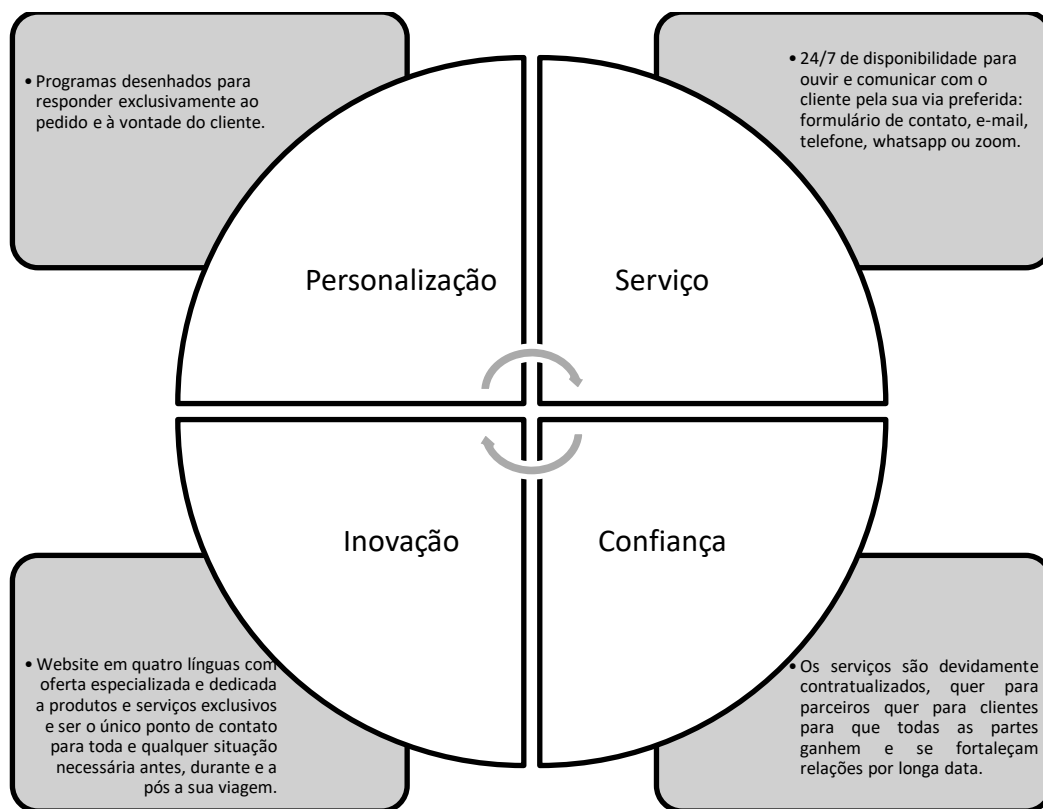 • Programas desenhados para
responder exclusivamente ao
pedido e à vontade do cliente.
• 24/7 de disponibilidade para
ouvir e comunicar com o
cliente pela sua via preferida:
formulário de contato, e-mail,
telefone, whatsapp ou zoom.
Personalização
Serviço
Inovação
Confiança
• Website em quatro línguas com
oferta especializada e dedicada
a produtos e serviços exclusivos
e ser o único ponto de contato
para toda e qualquer situação
necessária antes, durante e a
pós a sua viagem.
• Os serviços são devidamente
contratualizados, quer para
parceiros quer para clientes
para que todas as partes
ganhem e se fortaleçam
relações por longa data.